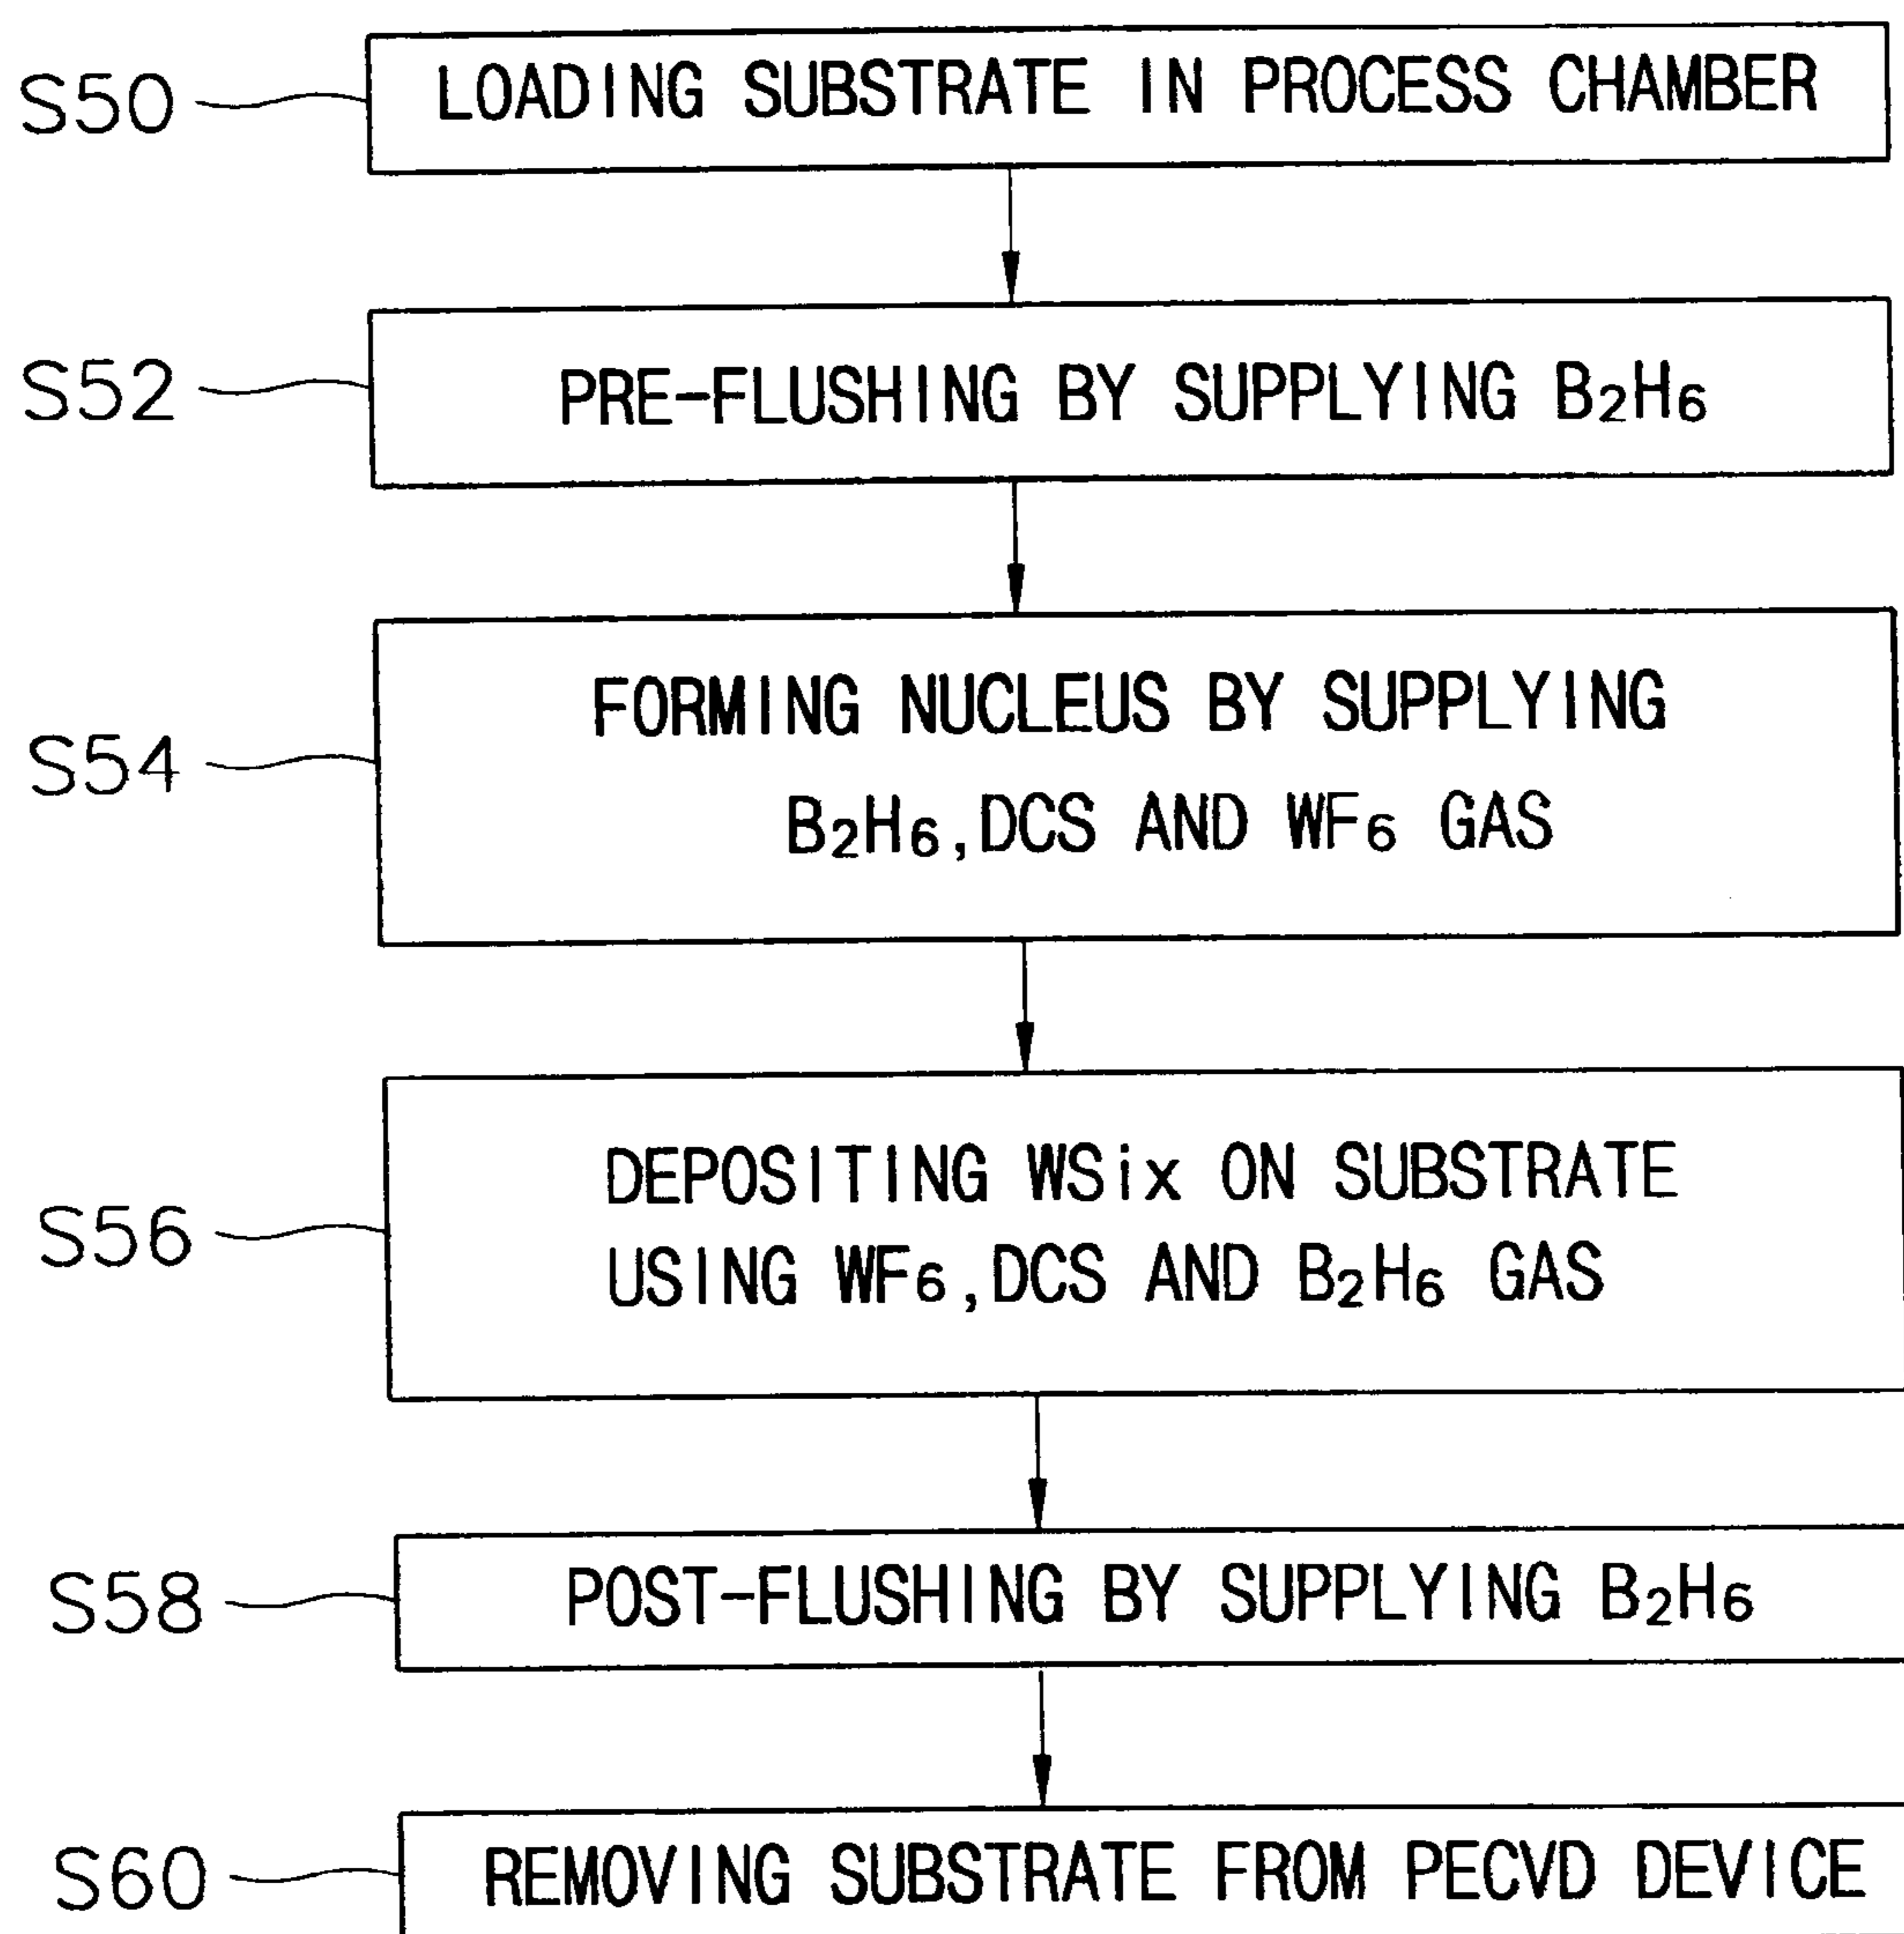 S50 LOADING SUBSTRATE IN PROCESS CHAMBER
S52 PRE-FLUSHING BY SUPPLYING B₂H₆
FORMING NUCLEUS BY SUPPLYING
S54
B₂H₆,DCS AND WF₆ GAS
DEPOSITING WSix ON SUBSTRATE
S56
USING WF₆,DCS AND B₂H₆ GAS
S58 POST-FLUSHING BY SUPPLYING B₂H₆
S60 REMOVING SUBSTRATE FROM PECVD DEVICE